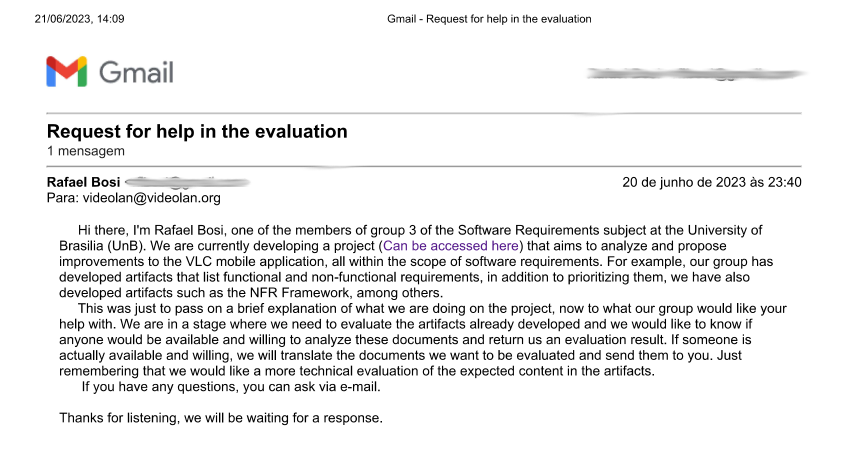 21/06/2023, 14:09 Gmail - Request for help in the evaluation
Gmail
Request for help in the evaluation
1 mensagem
Rafael Bosi 20 de junho de 2023 às 23:40
Para: videolan@videolan.org
Hi there, I'm Rafael Bosi, one of the members of group 3 of the Software Requirements subject at the University of
Brasilia (UnB). We are currently developing a project (Can be accessed here) that aims to analyze and propose
improvements to the VLC mobile application, all within the scope of software requirements. For example, our group has
developed artifacts that list functional and non-functional requirements, in addition to prioritizing them, we have also
developed artifacts such as the NFR Framework, among others.
This was just to pass on a brief explanation of what we are doing on the project, now to what our group would like your
help with. We are in a stage where we need to evaluate the artifacts already developed and we would like to know if
anyone would be available and willing to analyze these documents and return us an evaluation result. If someone is
actually available and willing, we will translate the documents we want to be evaluated and send them to you. Just
remembering that we would like a more technical evaluation of the expected content in the artifacts.
If you have any questions, you can ask via e-mail.
Thanks for listening, we will be waiting for a response.